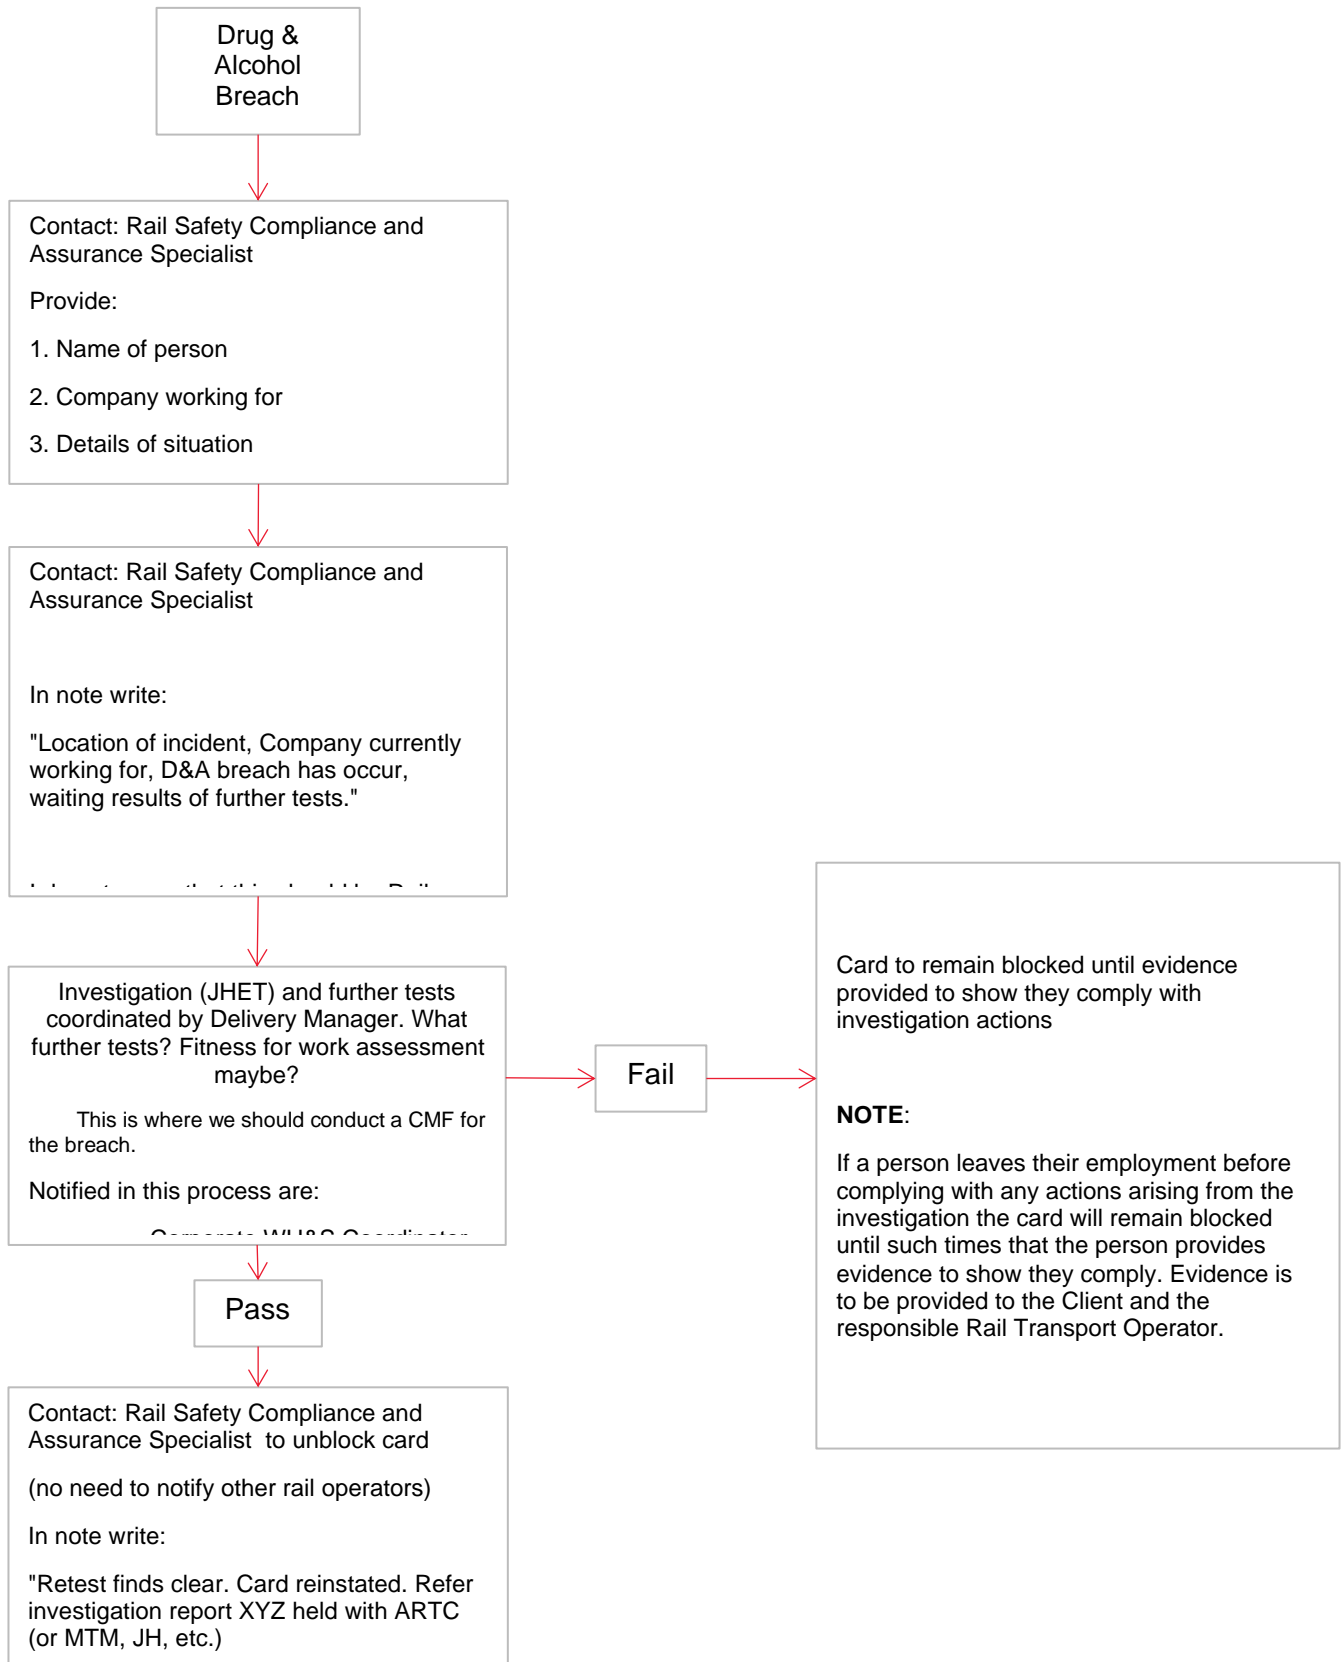 Drug &
Alcohol
Breach
Contact: Rail Safety Compliance and
Assurance Specialist
Provide:
1. Name of person
2. Company working for
3. Details of situation
Contact: Rail Safety Compliance and
Assurance Specialist
In note write:
"Location of incident, Company currently
working for, D&A breach has occur,
waiting results of further tests."
Investigation (JHET) and further tests
coordinated by Delivery Manager. What
further tests? Fitness for work assessment
maybe?
This is where we should conduct a CMF for
the breach.
Notified in this process are:
Corporate WH&S Coordinator
Fail
Card to remain blocked until evidence
provided to show they comply with
investigation actions
NOTE:
If a person leaves their employment before
complying with any actions arising from the
investigation the card will remain blocked
until such times that the person provides
evidence to show they comply. Evidence is
to be provided to the Client and the
responsible Rail Transport Operator.
Pass
Contact: Rail Safety Compliance and
Assurance Specialist to unblock card
(no need to notify other rail operators)
In note write:
"Retest finds clear. Card reinstated. Refer
investigation report XYZ held with ARTC
(or MTM, JH, etc.)